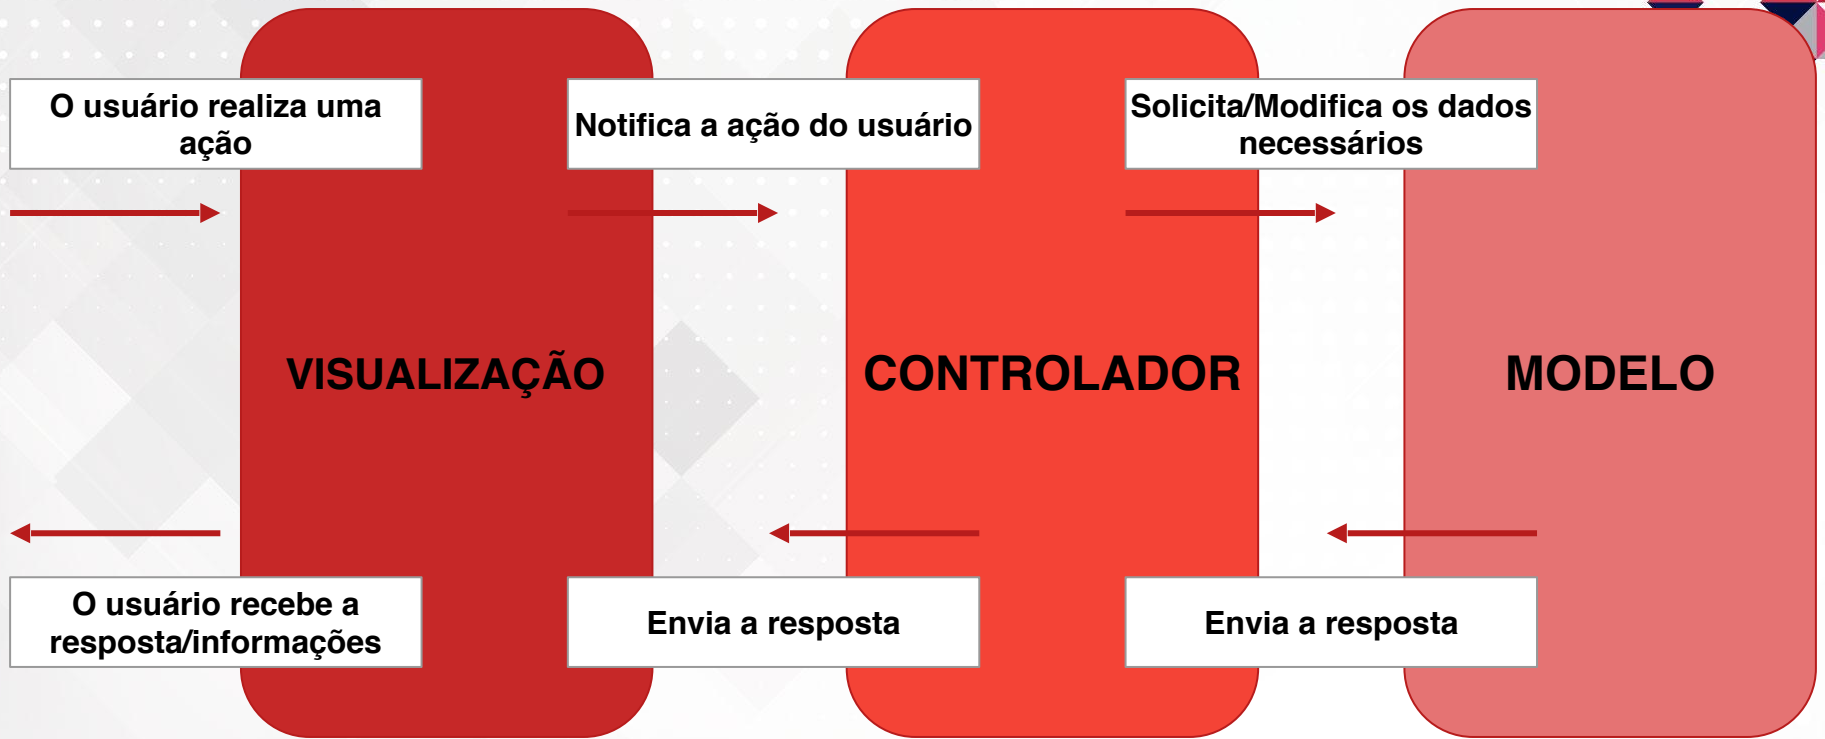 O usuário realiza uma
ação
Notifica a ação do usuário
Solicita/Modifica os dados
necessários
VISUALIZAÇÃO
CONTROLADOR
MODELO
O usuário recebe a
resposta/informações
Envia a resposta
Envia a resposta